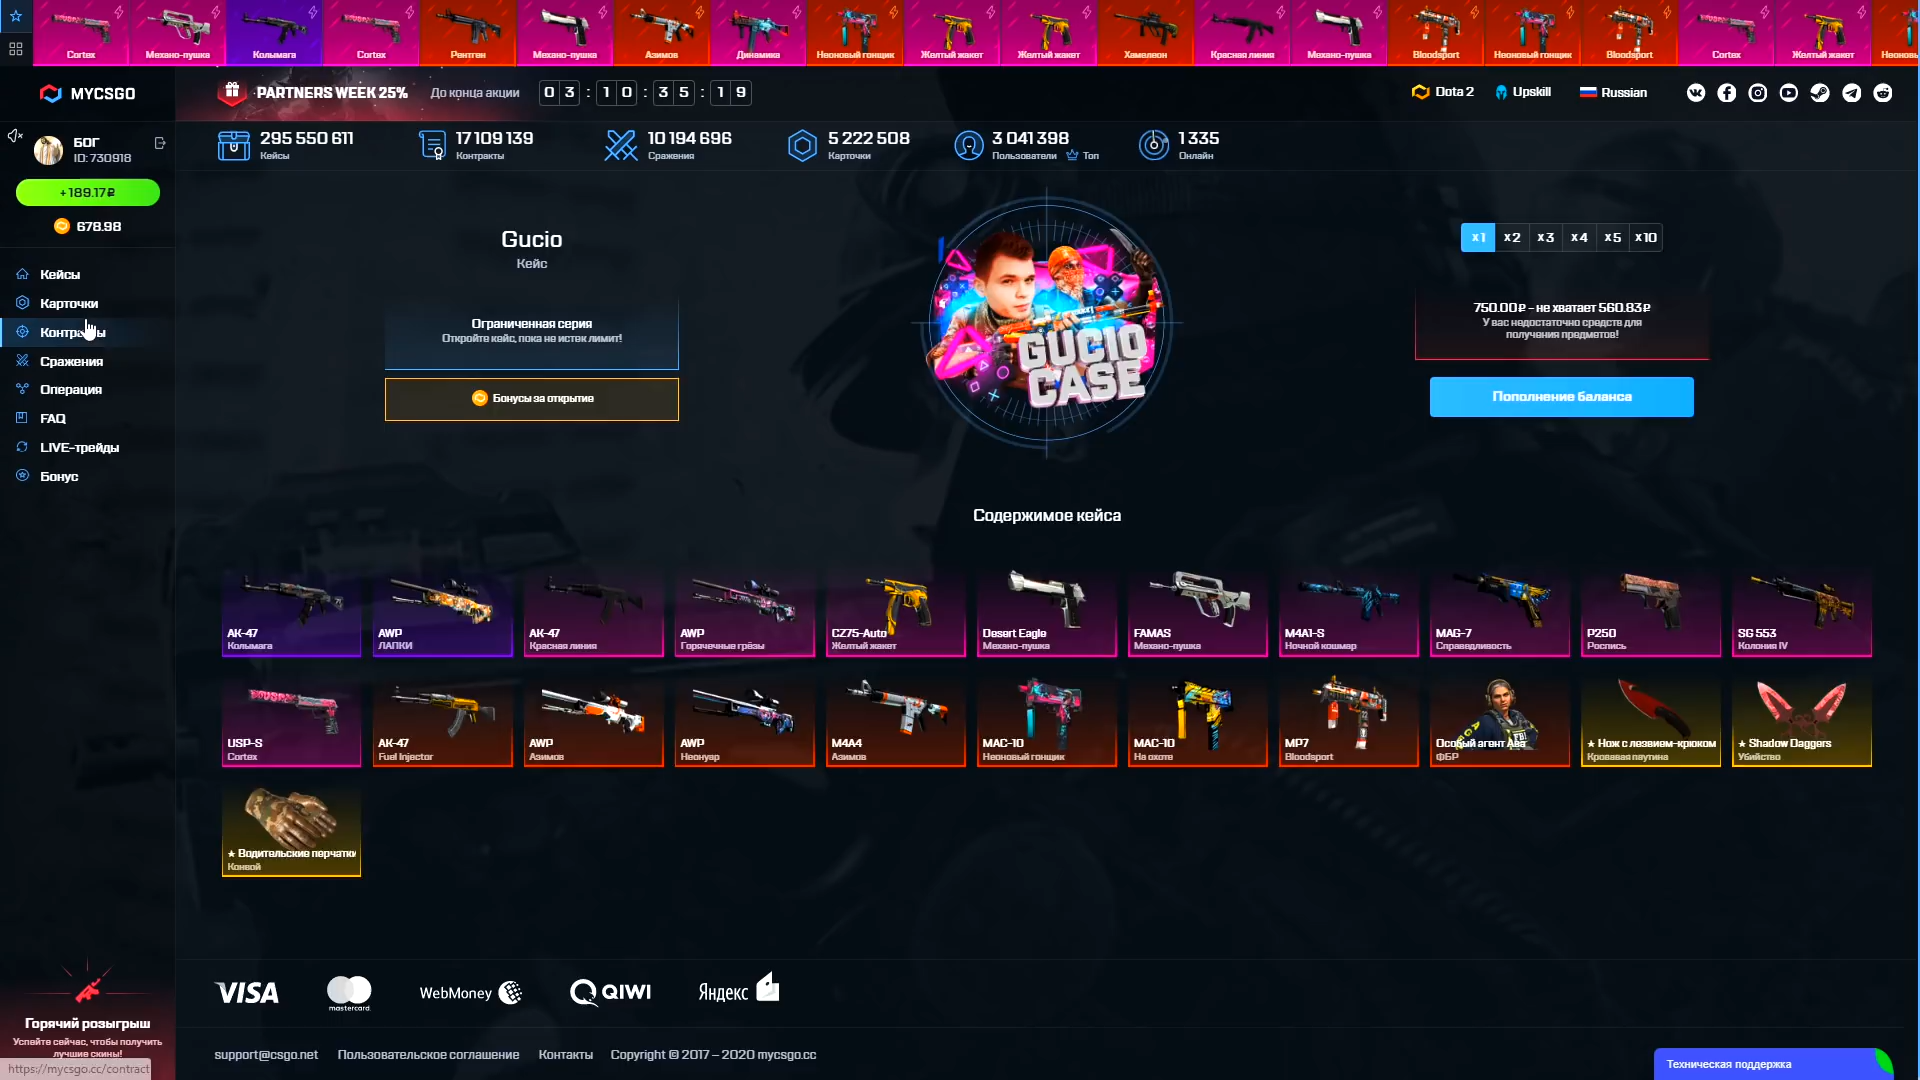 Cortex
Механо-пушка
Колымага
Cortex
Рентген
Механо-пушка
Азимов
Динамика
Неоновый гонщик
Желтый жакет
Желтый жакет
Хамелеон
Красная линия
Механо-пушка
Bloodsport
Неоновый гонщик
Bloodsport
Cortex
Желтый жакет
MYCSGO
PARTNERS WEEK 25%
До конца акции
03:10:35:19
Dota 2
Upskill
Russian
БОГ
ID: 730918
+189.17₽
678.98
295 550 611
Кейсы
17 109 139
Контракты
10 194 696
Сражения
5 222 508
Карточки
3 041 398
Пользователи
Топ
1 335
Онлайн
Кейсы
Карточки
Контракты
Сражения
Операция
FAQ
LIVE-трейды
Бонус
Gucio
Кейс
Ограниченная серия
Откройте кейс, пока не истек лимит!
Бонусы за открытие
GUCIO
CASE
x1 x2 x3 x4 x5 x10
750.00₽ - не хватает 560.83₽
У вас недостаточно средств для
получения предметов!
Пополнение баланса
Содержимое кейса
AK-47
Колымага
AWP
ЛАПКИ
AK-47
Красная линия
AWP
Горячечные грёзы
CZ75-Auto
Желтый жакет
Desert Eagle
Механо-пушка
FAMAS
Механо-пушка
M4A1-S
Ночной кошмар
MAG-7
Справедливость
P250
Роспись
SG 553
Колония IV
USP-S
Cortex
AK-47
Fuel Injector
AWP
Азимов
AWP
Неонуар
M4A4
Азимов
MAC-10
Неоновый гонщик
MAC-10
На охоте
MP7
Bloodsport
Особый агент Ава
ФБР
★ Нож с лезвием-крюком
Кровавая паутина
★ Shadow Daggers
Убийство
★ Водительские перчатки
Конвой
Горячий розыгрыш
Успейте сейчас, чтобы получить
лучшие скины!
https://mycsgo.cc/contract
VISA
mastercard.
WebMoney
QIWI
Яндекс
support@csgo.net
Пользовательское соглашение
Контакты
Copyright © 2017 – 2020 mycsgo.cc
Техническая поддержка